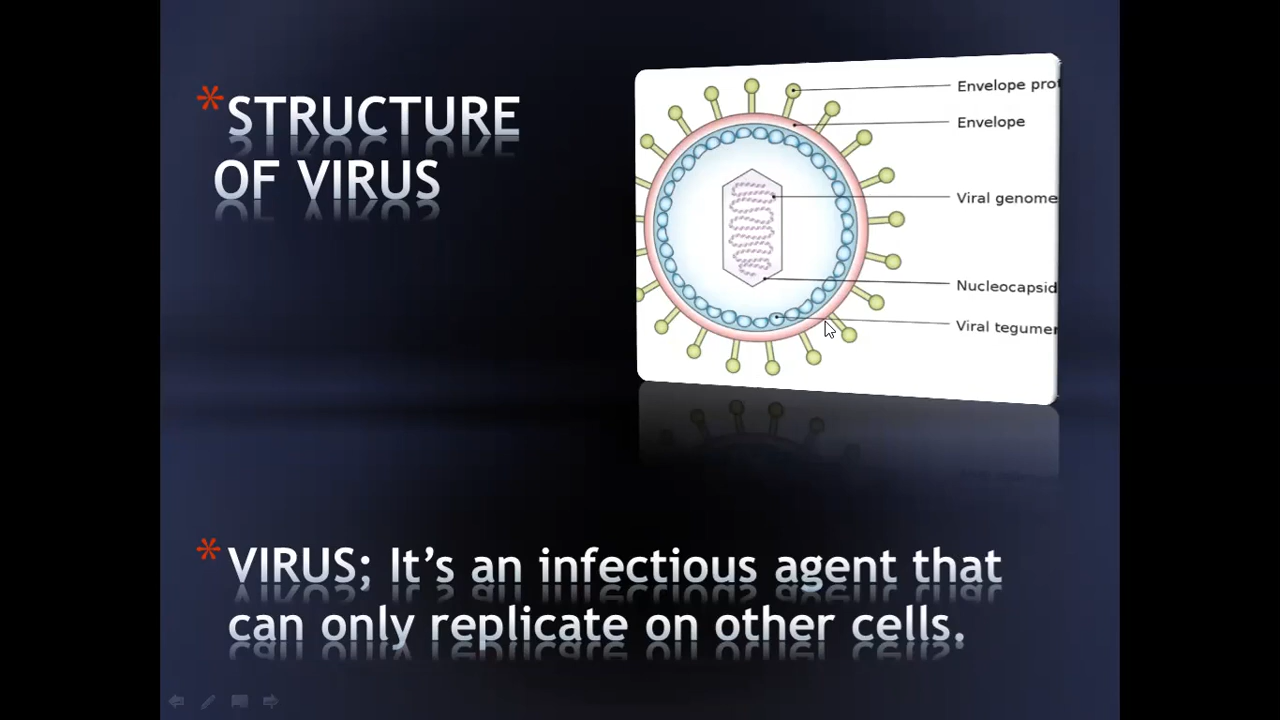 * STRUCTURE
OF VIRUS
Envelope pro
Envelope
Viral genome
Nucleocapsid
Viral tegumen
* VIRUS; It’s an infectious agent that
can only replicate on other cells.